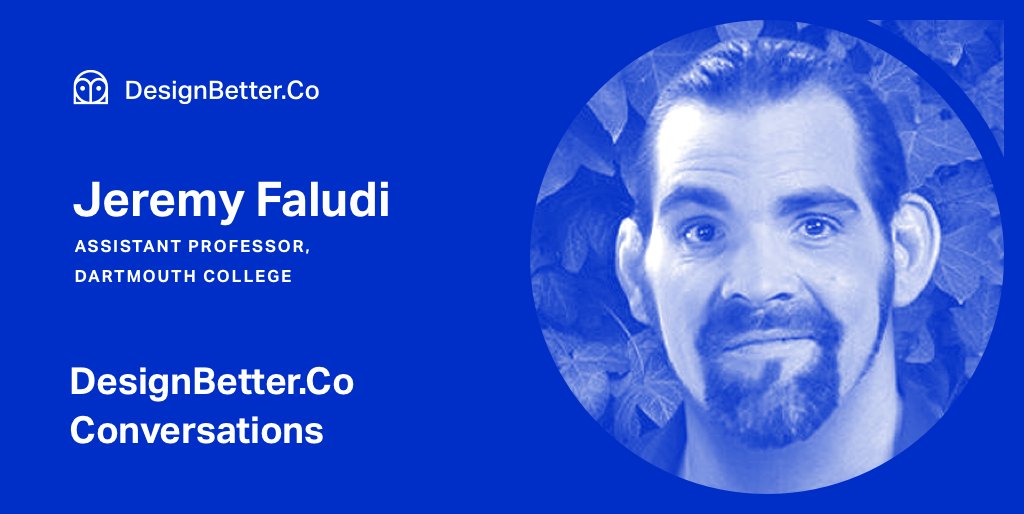 DesignBetter.Co
Jeremy Faludi
ASSISTANT PROFESSOR,
DARTMOUTH COLLEGE
DesignBetter.Co
Conversations